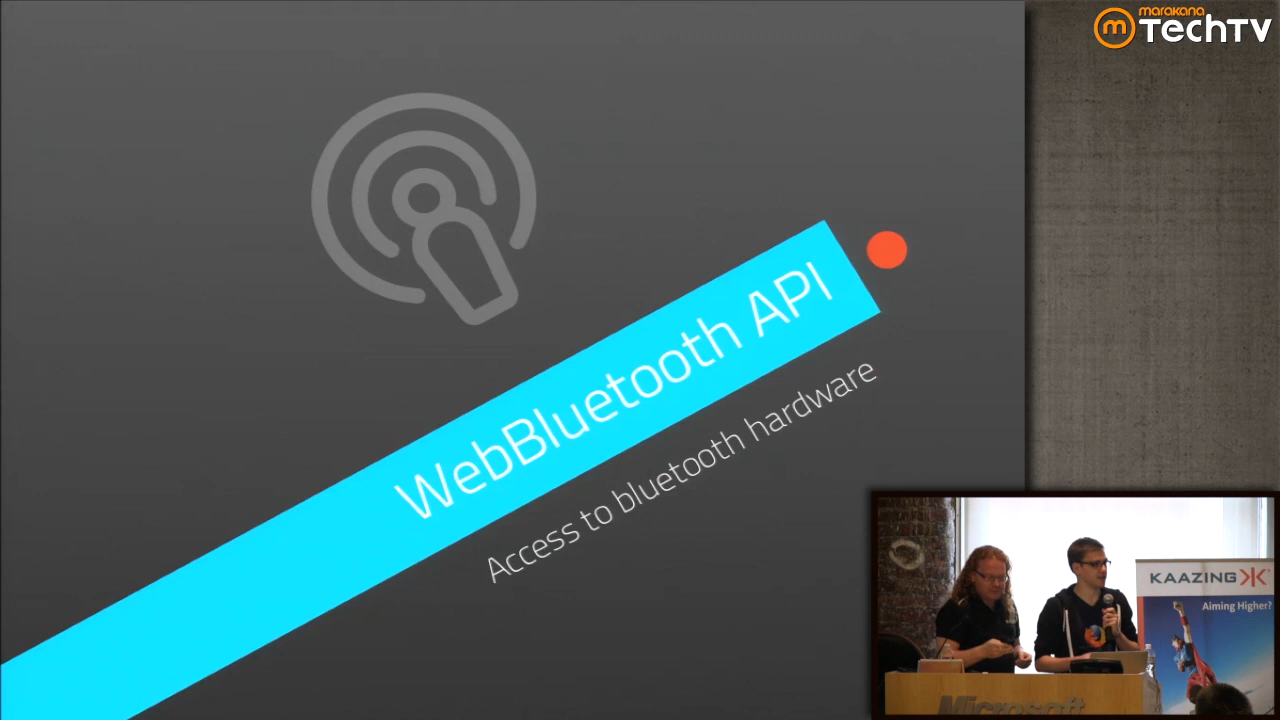 marakana
TechTV
WebBluetooth API
Access to bluetooth hardware
KAAZING
Aiming Higher?
Microsoft